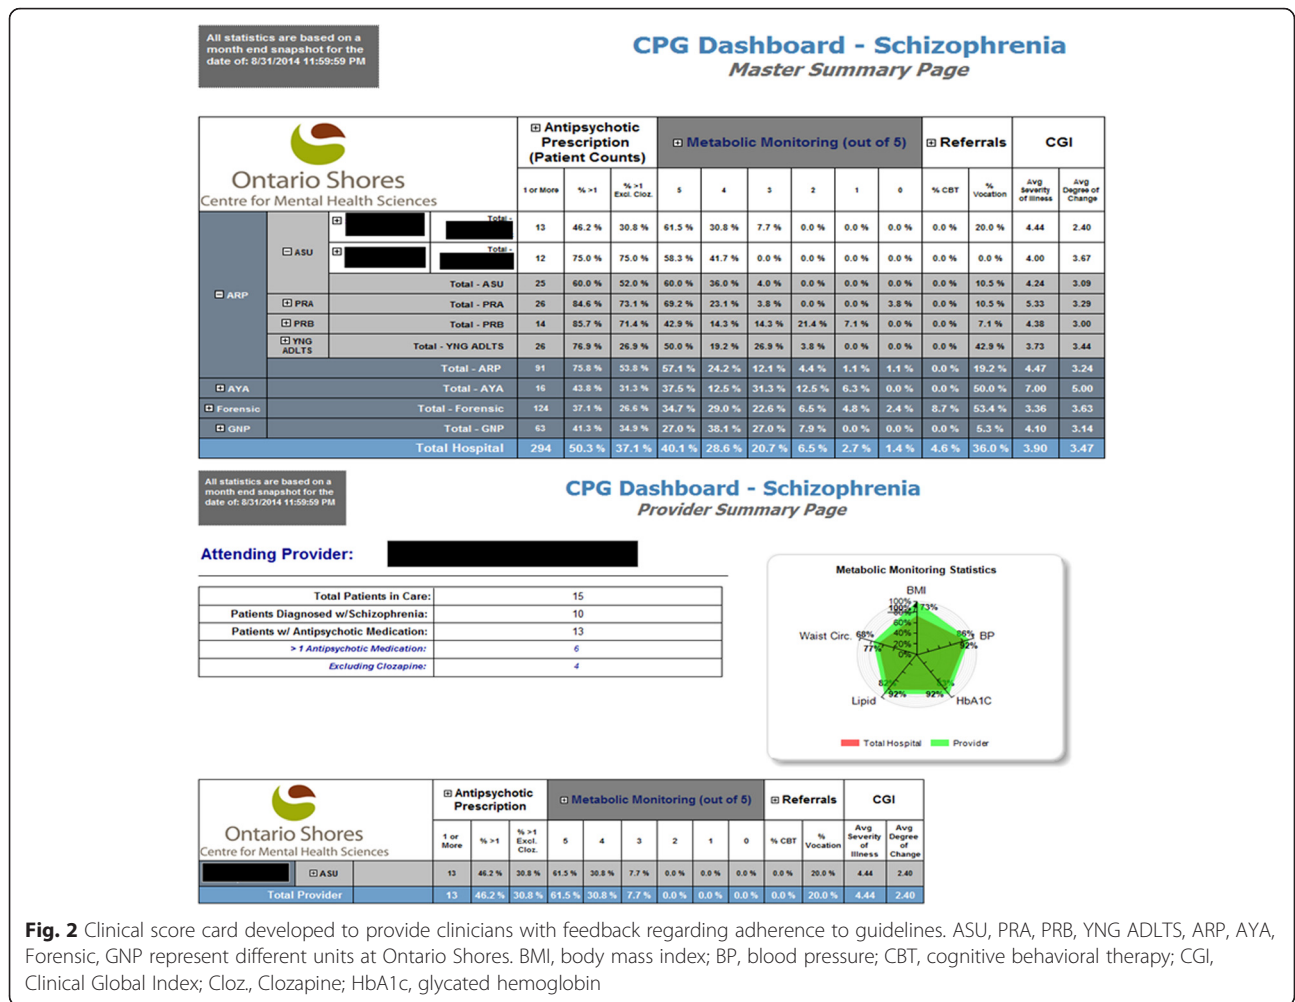 All statistics are based on a
month end snapshot for the
date of: 8/31/2014 11:59:59 PM
CPG Dashboard - Schizophrenia
Master Summary Page
Ontario Shores
Centre for Mental Health Sciences
Antipsychotic Prescription (Patient Counts) Metabolic Monitoring (out of 5) Referrals CGI
1 or More % >1 % >1 Excl. Cloz. 5 4 3 2 1 0 % CBT % Vocation Avg Severity of Illness Avg Degree of Change
ARP ASU Total - 13 46.2 % 30.8 % 61.5 % 30.8 % 7.7 % 0.0 % 0.0 % 0.0 % 0.0 % 20.0 % 4.44 2.40
Total - 12 75.0 % 75.0 % 58.3 % 41.7 % 0.0 % 0.0 % 0.0 % 0.0 % 0.0 % 0.0 % 4.00 3.67
Total - ASU 25 60.0 % 52.0 % 60.0 % 36.0 % 4.0 % 0.0 % 0.0 % 0.0 % 0.0 % 10.5 % 4.24 3.09
PRA Total - PRA 26 84.6 % 73.1 % 69.2 % 23.1 % 3.8 % 0.0 % 0.0 % 3.8 % 0.0 % 10.5 % 5.33 3.29
PRB Total - PRB 14 85.7 % 71.4 % 42.9 % 14.3 % 14.3 % 21.4 % 7.1 % 0.0 % 0.0 % 7.1 % 4.38 3.00
YNG ADLTS Total - YNG ADLTS 26 76.9 % 26.9 % 50.0 % 19.2 % 26.9 % 3.8 % 0.0 % 0.0 % 0.0 % 42.9 % 3.73 3.44
Total - ARP 91 75.8 % 53.8 % 57.1 % 24.2 % 12.1 % 4.4 % 1.1 % 1.1 % 0.0 % 19.2 % 4.47 3.24
AYA Total - AYA 16 43.8 % 31.3 % 37.5 % 12.5 % 31.3 % 12.5 % 6.3 % 0.0 % 0.0 % 50.0 % 7.00 5.00
Forensic Total - Forensic 124 37.1 % 26.6 % 34.7 % 29.0 % 22.6 % 6.5 % 4.8 % 2.4 % 8.7 % 53.4 % 3.36 3.63
GNP Total - GNP 63 41.3 % 34.9 % 27.0 % 38.1 % 27.0 % 7.9 % 0.0 % 0.0 % 0.0 % 5.3 % 4.10 3.14
Total Hospital 294 50.3 % 37.1 % 40.1 % 28.6 % 20.7 % 6.5 % 2.7 % 1.4 % 4.6 % 36.0 % 3.90 3.47
All statistics are based on a
month end snapshot for the
date of: 8/31/2014 11:59:59 PM
CPG Dashboard - Schizophrenia
Provider Summary Page
Attending Provider:
Total Patients in Care: 15
Patients Diagnosed w/Schizophrenia: 10
Patients w/ Antipsychotic Medication: 13
> 1 Antipsychotic Medication: 6
Excluding Clozapine: 4
Metabolic Monitoring Statistics
BMI
100%
100% 73%
80%
60%
Waist Circ. 68% 40% 86% BP
77% 20% 92%
0%
92% 92%
Lipid HbA1C
Total Hospital Provider
Ontario Shores
Centre for Mental Health Sciences
Antipsychotic Prescription Metabolic Monitoring (out of 5) Referrals CGI
1 or More % >1 % >1 Excl. Cloz. 5 4 3 2 1 0 % CBT % Vocation Avg Severity of Illness Avg Degree of Change
ASU 13 46.2 % 30.8 % 61.5 % 30.8 % 7.7 % 0.0 % 0.0 % 0.0 % 0.0 % 20.0 % 4.44 2.40
Total Provider 13 46.2 % 30.8 % 61.5 % 30.8 % 7.7 % 0.0 % 0.0 % 0.0 % 0.0 % 20.0 % 4.44 2.40
Fig. 2 Clinical score card developed to provide clinicians with feedback regarding adherence to guidelines. ASU, PRA, PRB, YNG ADLTS, ARP, AYA,
Forensic, GNP represent different units at Ontario Shores. BMI, body mass index; BP, blood pressure; CBT, cognitive behavioral therapy; CGI,
Clinical Global Index; Cloz., Clozapine; HbA1c, glycated hemoglobin